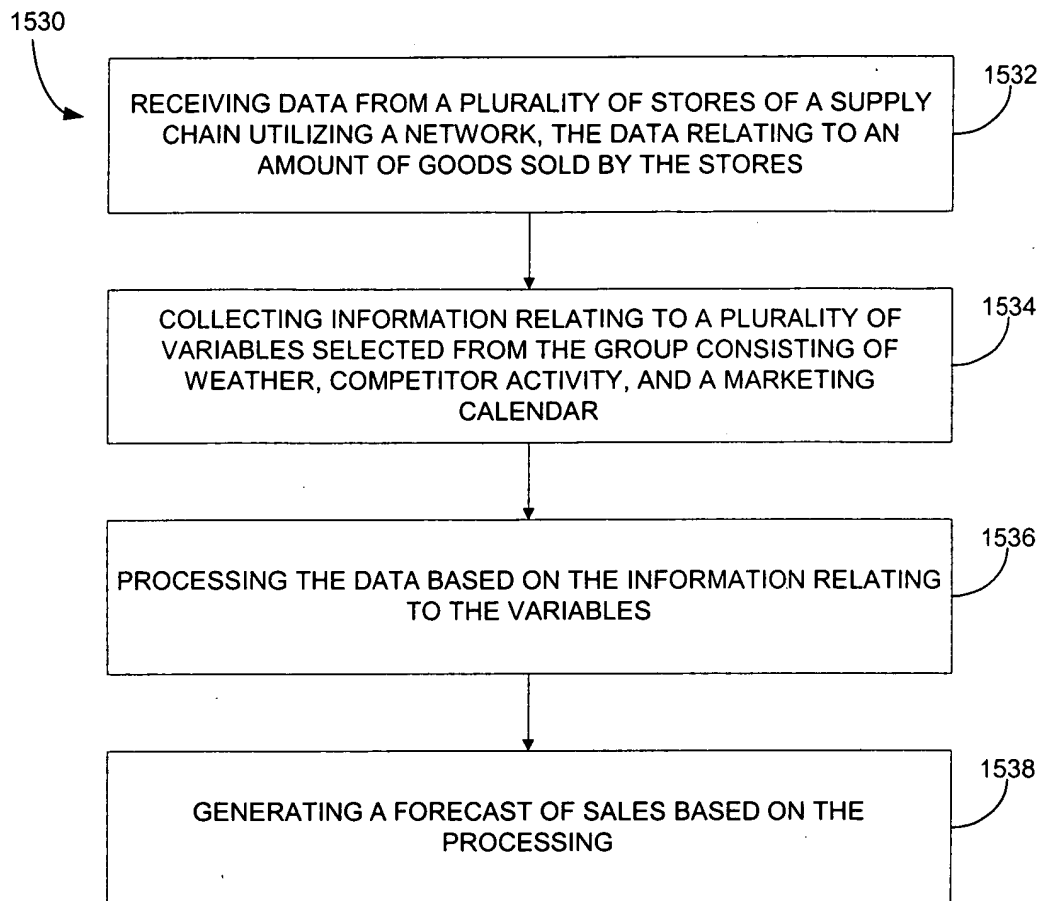 1530
1532
RECEIVING DATA FROM A PLURALITY OF STORES OF A SUPPLY
CHAIN UTILIZING A NETWORK, THE DATA RELATING TO AN
AMOUNT OF GOODS SOLD BY THE STORES
1534
COLLECTING INFORMATION RELATING TO A PLURALITY OF
VARIABLES SELECTED FROM THE GROUP CONSISTING OF
WEATHER, COMPETITOR ACTIVITY, AND A MARKETING
CALENDAR
1536
PROCESSING THE DATA BASED ON THE INFORMATION RELATING
TO THE VARIABLES
1538
GENERATING A FORECAST OF SALES BASED ON THE
PROCESSING